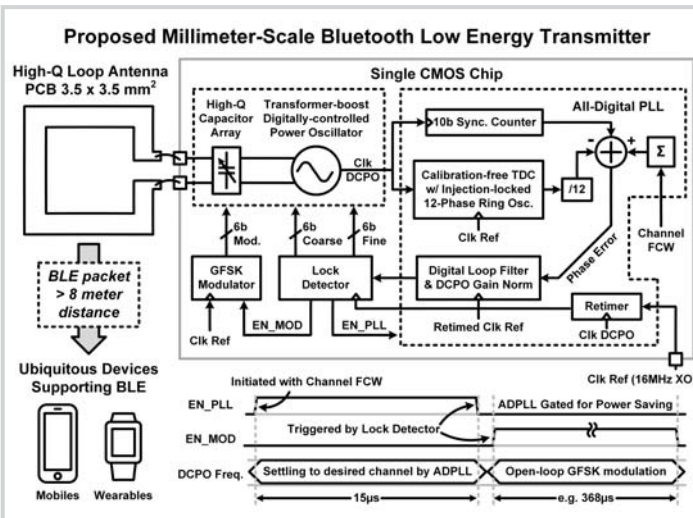 Proposed Millimeter-Scale Bluetooth Low Energy Transmitter
High-Q Loop Antenna
PCB 3.5 x 3.5 mm²
Single CMOS Chip
High-Q
Capacitor
Array
Transformer-boost
Digitally-controlled
Power Oscillator
All-Digital PLL
10b Sync. Counter
Clk
DCPO
Calibration-free TDC
w/ Injection-locked
12-Phase Ring Osc.
/12
- +
Σ
Clk Ref
Channel
FCW
6b
Mod.
6b
Coarse
6b
Fine
Phase Error
GFSK
Modulator
Lock
Detector
Digital Loop Filter
& DCPO Gain Norm
Retimer
Clk Ref
EN_MOD
EN_PLL
Retimed Clk Ref
Clk DCPO
Clk Ref (16MHz XO
BLE packet
> 8 meter
distance
Ubiquitous Devices
Supporting BLE
Mobiles Wearables
Initiated with Channel FCW
EN_PLL
ADPLL Gated for Power Saving
Triggered by Lock Detector
EN_MOD
DCPO Freq.
Settling to desired channel by ADPLL
Open-loop GFSK modulation
15μs
e.g. 368μs